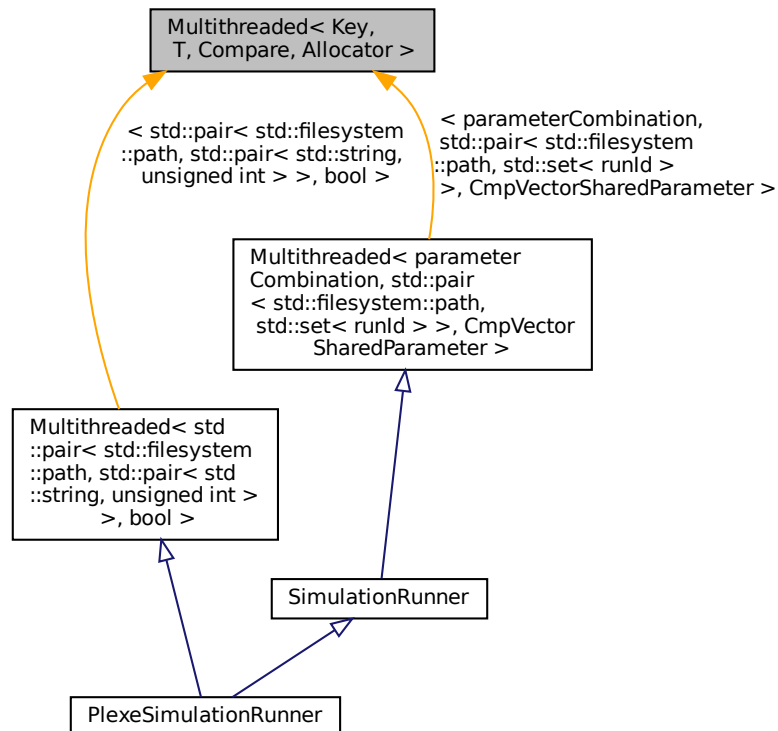 Multithreaded< Key,
T, Compare, Allocator >
< std::pair< std::filesystem
::path, std::pair< std::string,
unsigned int > >, bool >
< parameterCombination,
std::pair< std::filesystem
::path, std::set< runId >
>, CmpVectorSharedParameter >
Multithreaded< parameter
Combination, std::pair
< std::filesystem::path,
std::set< runId > >, CmpVector
SharedParameter >
Multithreaded< std
::pair< std::filesystem
::path, std::pair< std
::string, unsigned int >
>, bool >
SimulationRunner
PlexeSimulationRunner